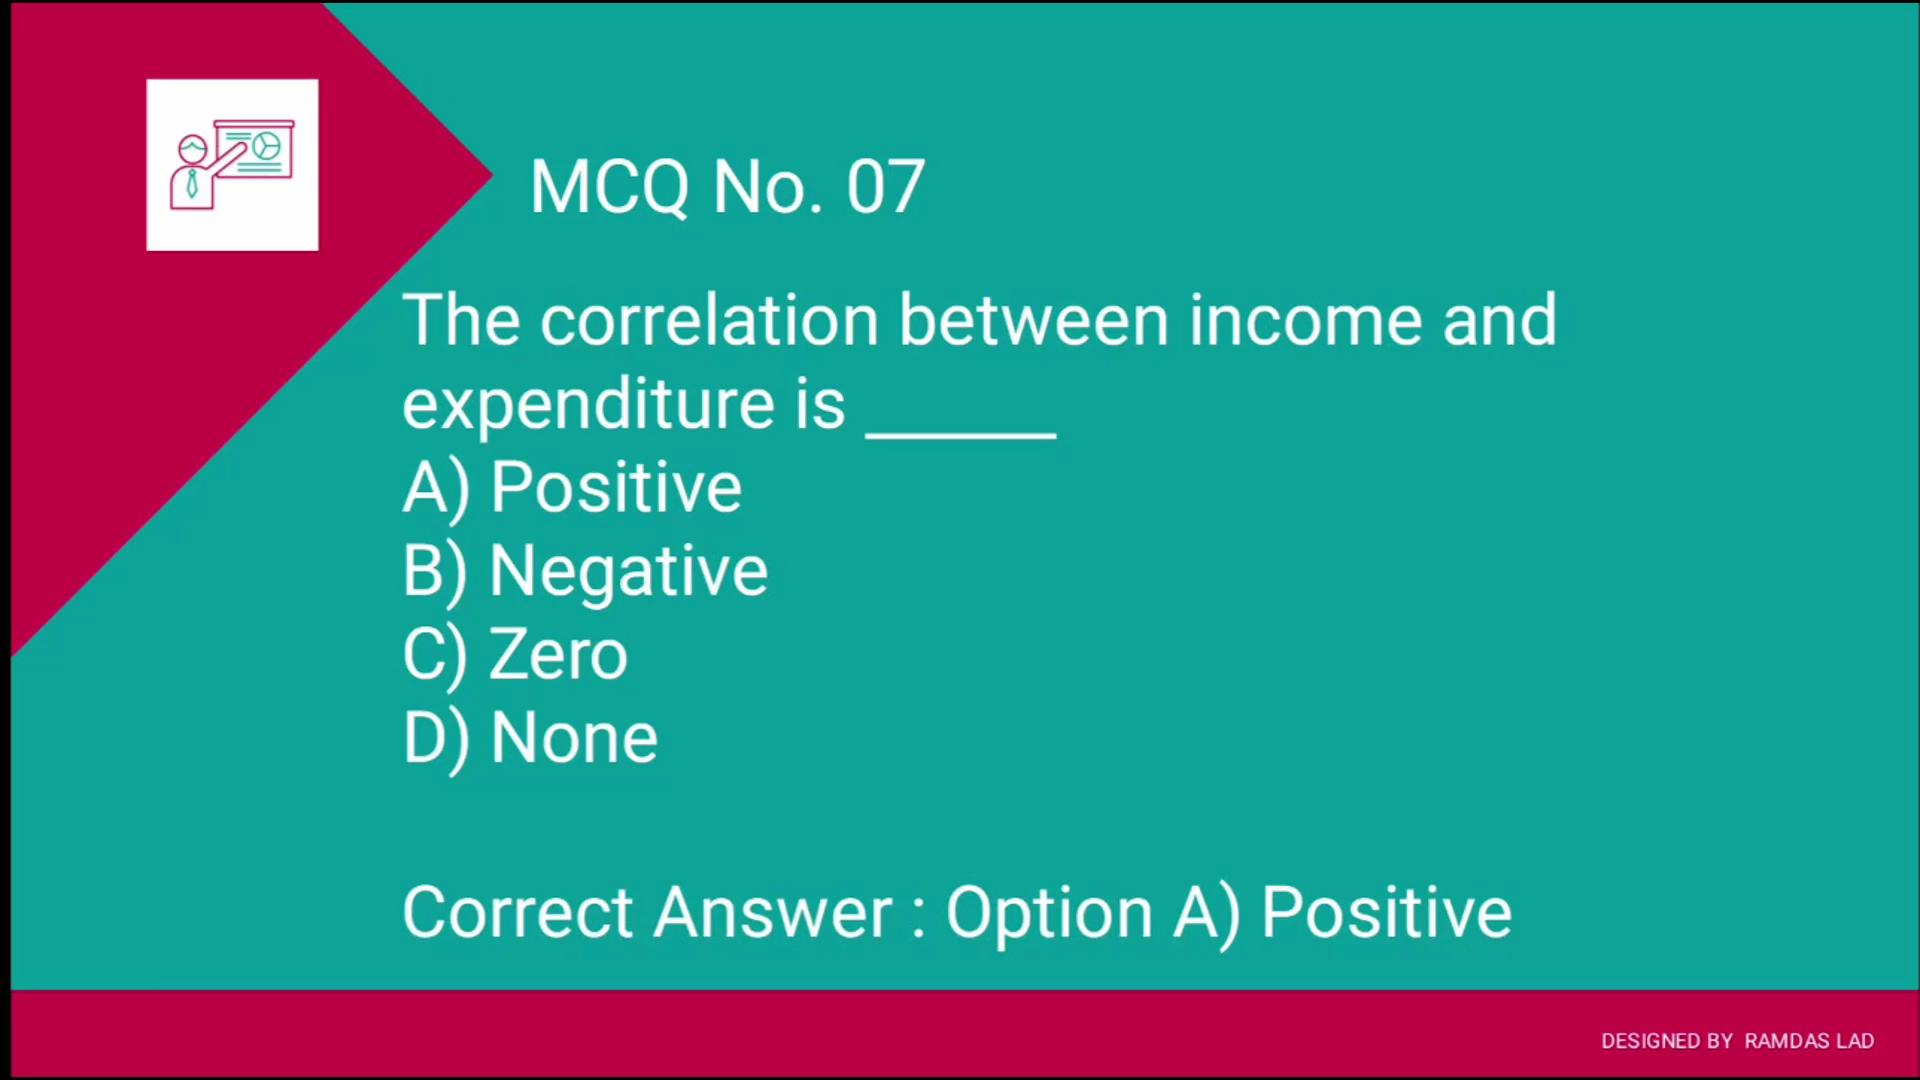 MCQ No. 07
The correlation between income and
expenditure is ______
A) Positive
B) Negative
C) Zero
D) None
Correct Answer : Option A) Positive
DESIGNED BY RAMDAS LAD